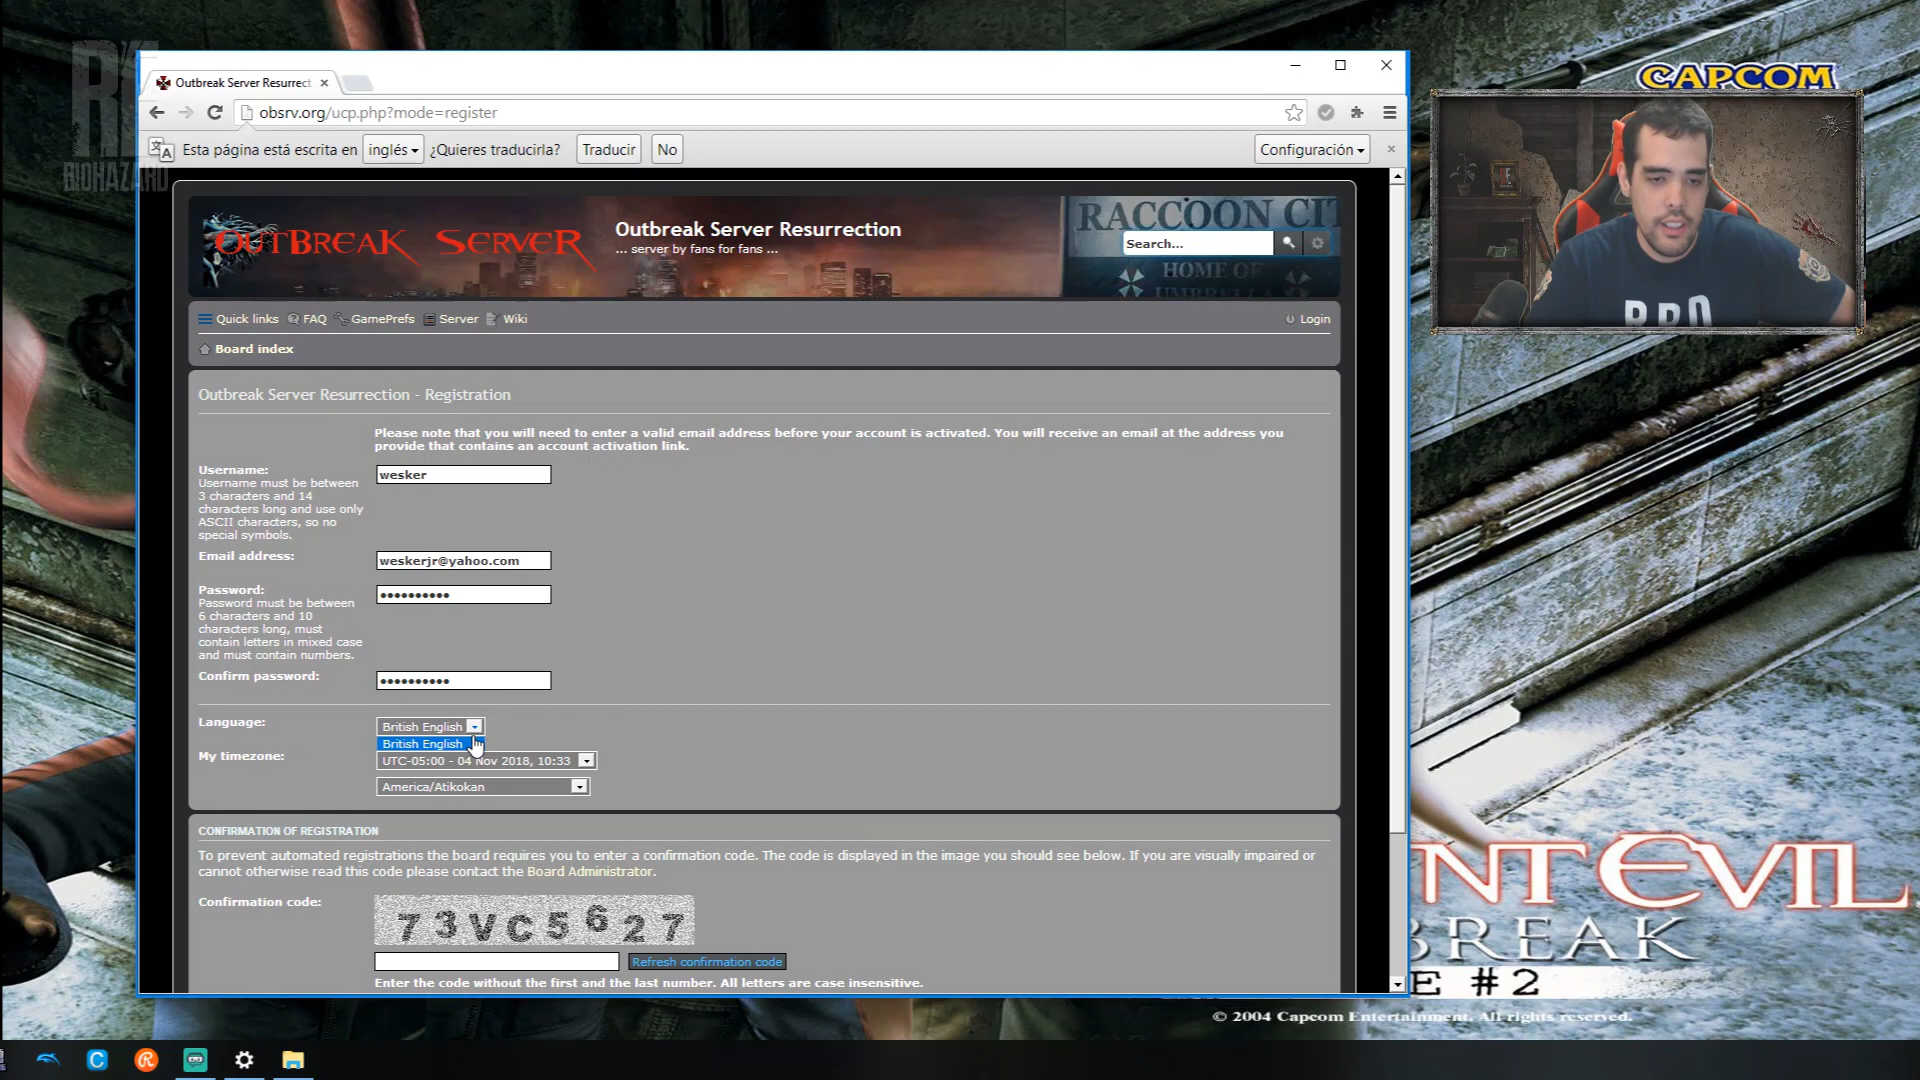 BIOHAZARD
CAPCOM
Outbreak Server Resurrect
obsrv.org/ucp.php?mode=register
Esta página está escrita en inglés ¿Quieres traducirla? Traducir No Configuración
OUTBREAK SERVER
Outbreak Server Resurrection
... server by fans for fans ...
RACCOON CIT
Search...
HOME OF
UMBRELLA
Quick links FAQ GamePrefs Server Wiki Login
Board index
Outbreak Server Resurrection - Registration
Please note that you will need to enter a valid email address before your account is activated. You will receive an email at the address you
provide that contains an account activation link.
Username: wesker
Username must be between
3 characters and 14
characters long and use only
ASCII characters, so no
special symbols.
Email address: weskerjr@yahoo.com
Password:
Password must be between
6 characters and 10
characters long, must
contain letters in mixed case
and must contain numbers.
Confirm password:
Language: British English
British English
My timezone: UTC-05:00 - 04 Nov 2018, 10:33
America/Atikokan
CONFIRMATION OF REGISTRATION
To prevent automated registrations the board requires you to enter a confirmation code. The code is displayed in the image you should see below. If you are visually impaired or
cannot otherwise read this code please contact the Board Administrator.
Confirmation code: 73VC5627
Refresh confirmation code
Enter the code without the first and the last number. All letters are case insensitive.
NT EVIL
BREAK
E #2
© 2004 Capcom Entertainment. All rights reserved.